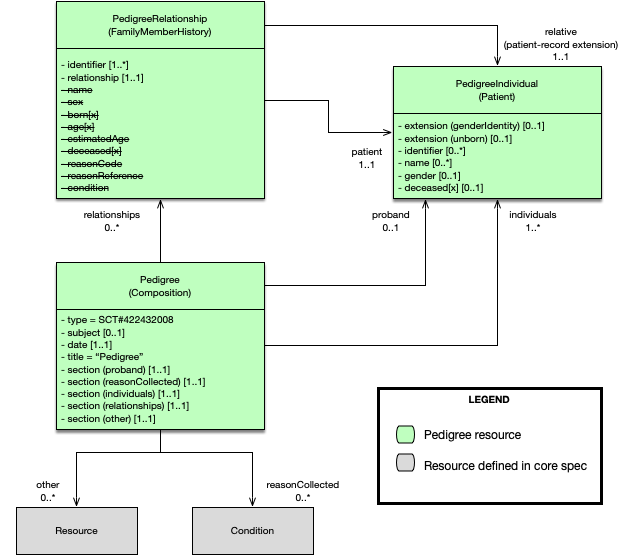 PedigreeRelationship
(FamilyMemberHistory)
- identifier [1..*]
- relationship [1..1]
- name
- sex
- born[x]
- age[x]
- estimatedAge
- deceased[x]
- reasonCode
- reasonReference
- condition
relative
(patient-record extension)
1..1
PedigreeIndividual
(Patient)
- extension (genderIdentity) [0..1]
- extension (unborn) [0..1]
- identifier [0..*]
- name [0..*]
- gender [0..1]
- deceased[x] [0..1]
patient
1..1
relationships
0..*
proband
0..1
individuals
1..*
Pedigree
(Composition)
- type = SCT#422432008
- subject [0..1]
- date [1..1]
- title = “Pedigree”
- section (proband) [1..1]
- section (reasonCollected) [1..1]
- section (individuals) [1..1]
- section (relationships) [1..1]
- section (other) [1..1]
LEGEND
Pedigree resource
Resource defined in core spec
other
0..*
reasonCollected
0..*
Resource
Condition